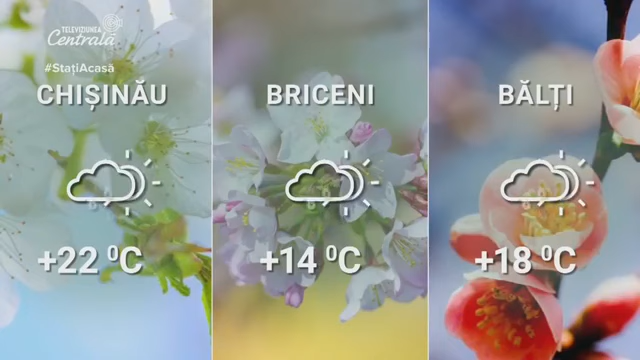 TELEVIZIUNEA
Centrală
#StațiAcasă
CHIȘINĂU
BRICENI
BĂLȚI
+22 ⁰C
+14 ⁰C
+18 ⁰C